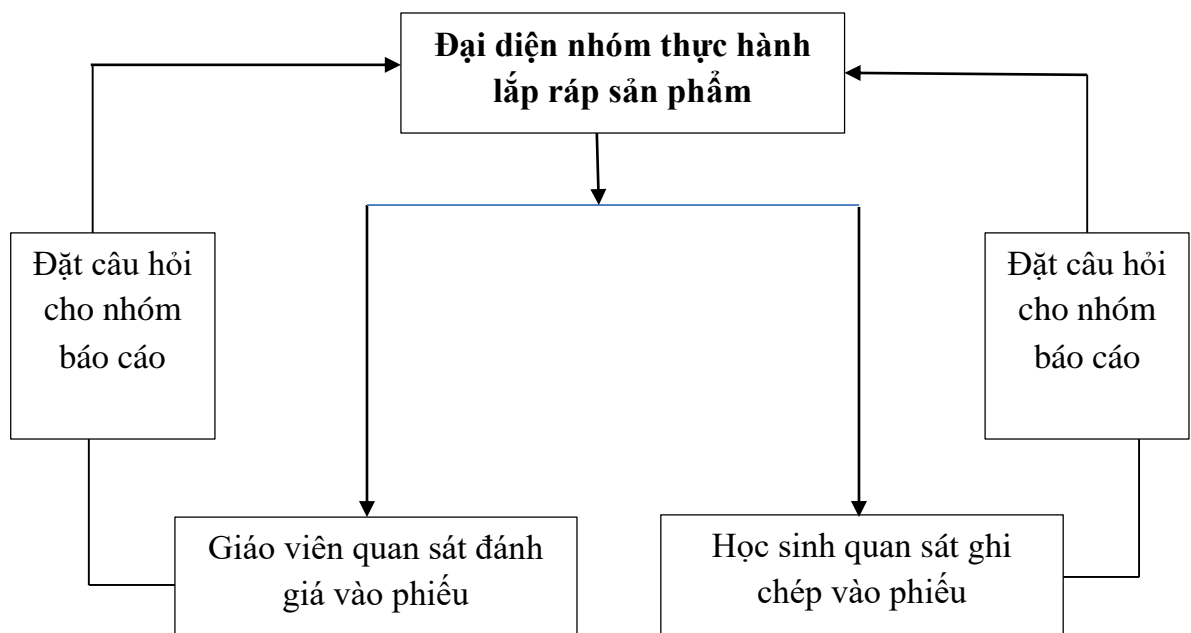 Đại diện nhóm thực hành
lắp ráp sản phẩm
Đặt câu hỏi
cho nhóm
báo cáo
Đặt câu hỏi
cho nhóm
báo cáo
Giáo viên quan sát đánh
giá vào phiếu
Học sinh quan sát ghi
chép vào phiếu